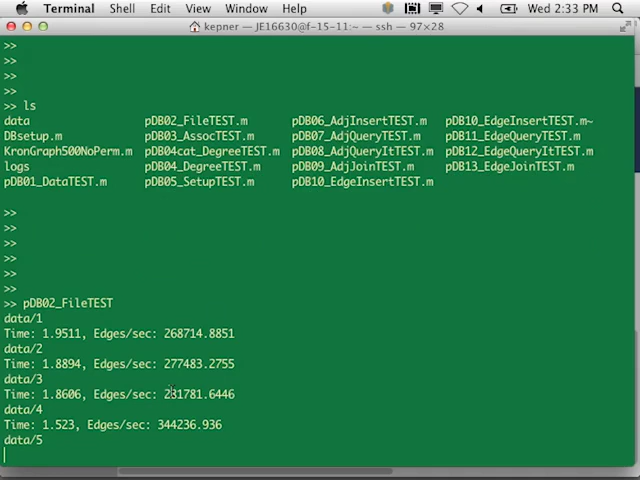 Terminal Shell Edit View Window Help Wed 2:33 PM
kepner — JE16630@f-15-11:~ — ssh — 97×28
>>
>>
>>
>>
>> ls
data pDB02_FileTEST.m pDB06_AdjInsertTEST.m pDB10_EdgeInsertTEST.m~
DBsetup.m pDB03_AssocTEST.m pDB07_AdjQueryTEST.m pDB11_EdgeQueryTEST.m
KronGraph500NoPerm.m pDB04cat_DegreeTEST.m pDB08_AdjQueryItTEST.m pDB12_EdgeQueryItTEST.m
logs pDB04_DegreeTEST.m pDB09_AdjJoinTEST.m pDB13_EdgeJoinTEST.m
pDB01_DataTEST.m pDB05_SetupTEST.m pDB10_EdgeInsertTEST.m
>>
>>
>>
>>
>>
>>
>> pDB02_FileTEST
data/1
Time: 1.9511, Edges/sec: 268714.8851
data/2
Time: 1.8894, Edges/sec: 277483.2755
data/3
Time: 1.8606, Edges/sec: 281781.6446
data/4
Time: 1.523, Edges/sec: 344236.936
data/5